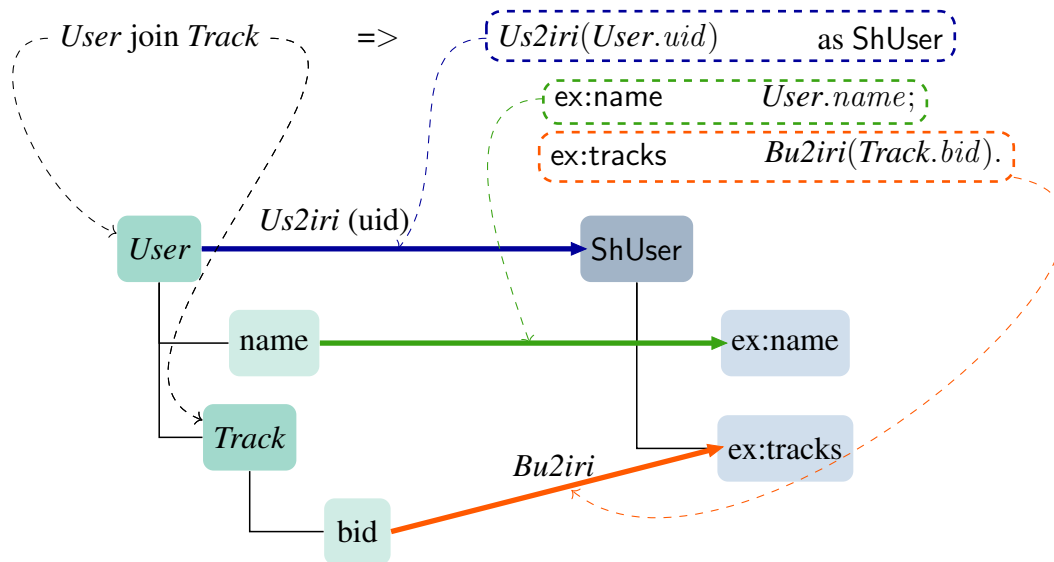 User join Track => Us2iri(User.uid) as ShUser
ex:name User.name;
ex:tracks Bu2iri(Track.bid).
Us2iri (uid)
User ShUser
name ex:name
Track ex:tracks
Bu2iri
bid